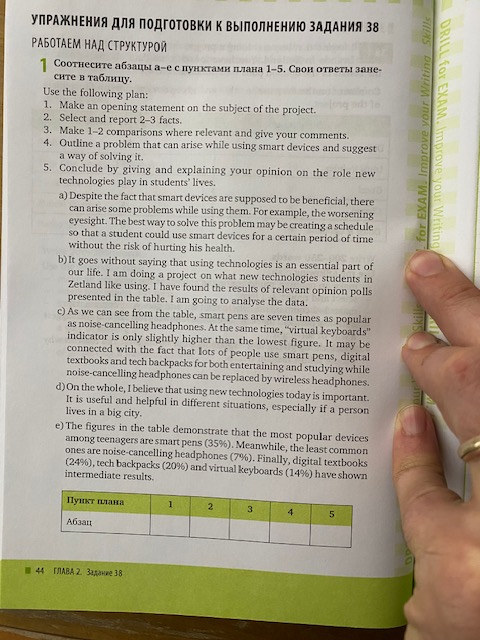 УПРАЖНЕНИЯ ДЛЯ ПОДГОТОВКИ К ВЫПОЛНЕНИЮ ЗАДАНИЯ 38
РАБОТАЕМ НАД СТРУКТУРОЙ
1 Соотнесите абзацы a–e с пунктами плана 1–5. Свои ответы зане-
сите в таблицу.
Use the following plan:
1. Make an opening statement on the subject of the project.
2. Select and report 2–3 facts.
3. Make 1–2 comparisons where relevant and give your comments.
4. Outline a problem that can arise while using smart devices and suggest
a way of solving it.
5. Conclude by giving and explaining your opinion on the role new
technologies play in students' lives.
a) Despite the fact that smart devices are supposed to be beneficial, there
can arise some problems while using them. For example, the worsening
eyesight. The best way to solve this problem may be creating a schedule
so that a student could use smart devices for a certain period of time
without the risk of hurting his health.
b) It goes without saying that using technologies is an essential part of
our life. I am doing a project on what new technologies students in
Zetland like using. I have found the results of relevant opinion polls
presented in the table. I am going to analyse the data.
c) As we can see from the table, smart pens are seven times as popular
as noise-cancelling headphones. At the same time, "virtual keyboards"
indicator is only slightly higher than the lowest figure. It may be
connected with the fact that lots of people use smart pens, digital
textbooks and tech backpacks for both entertaining and studying while
noise-cancelling headphones can be replaced by wireless headphones.
d) On the whole, I believe that using new technologies today is important.
It is useful and helpful in different situations, especially if a person
lives in a big city.
e) The figures in the table demonstrate that the most popular devices
among teenagers are smart pens (35%). Meanwhile, the least common
ones are noise-cancelling headphones (7%). Finally, digital textbooks
(24%), tech backpacks (20%) and virtual keyboards (14%) have shown
intermediate results.
Пункт плана 1 2 3 4 5
Абзац
44 ГЛАВА 2. Задание 38
for EXAM. Improve your Writing Skills
DRILL for EXAM. Improve your Writing